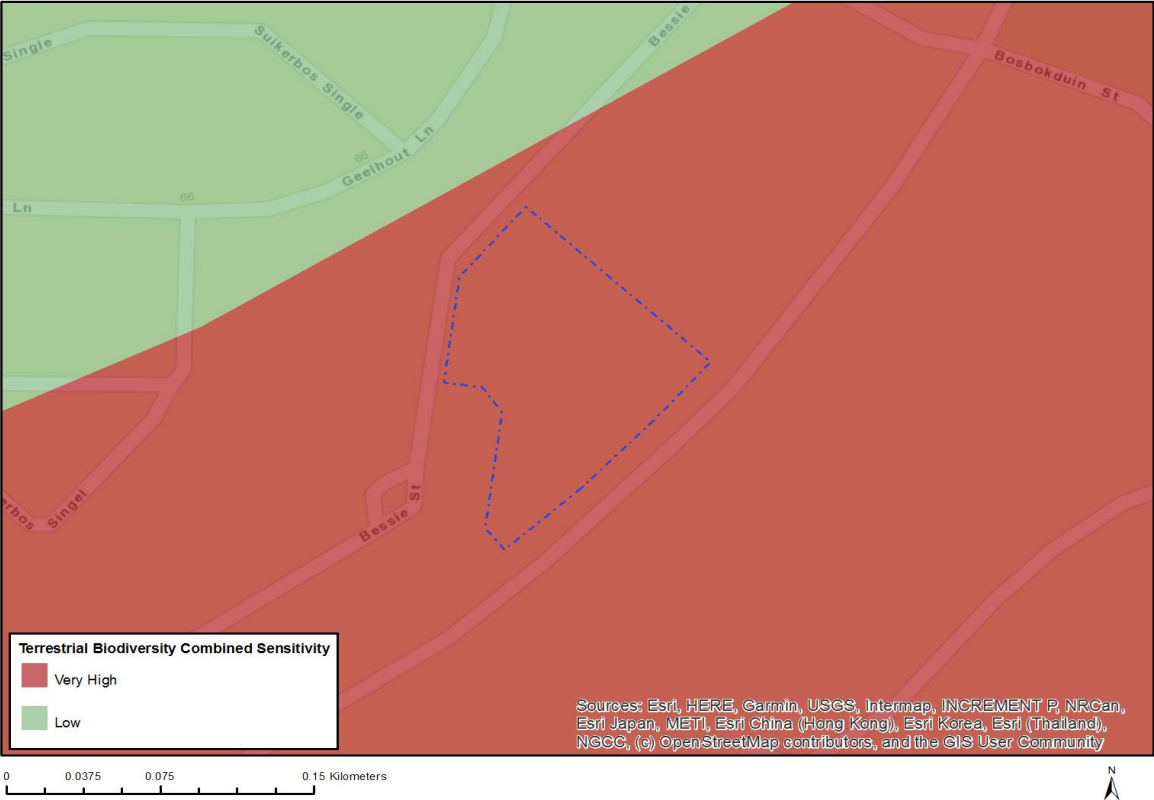 Single
Suikerbos Single
Bessie
Bosbokduin St
66
Geelhout Ln
66
Ln
erbos Singel
Bessie St
Terrestrial Biodiversity Combined Sensitivity
Very High
Low
Sources: Esri, HERE, Garmin, USGS, Intermap, INCREMENT P, NRCan,
Esri Japan, METI, Esri China (Hong Kong), Esri Korea, Esri (Thailand),
NGCC, (c) OpenStreetMap contributors, and the GIS User Community
0 0.0375 0.075 0.15 Kilometers
N